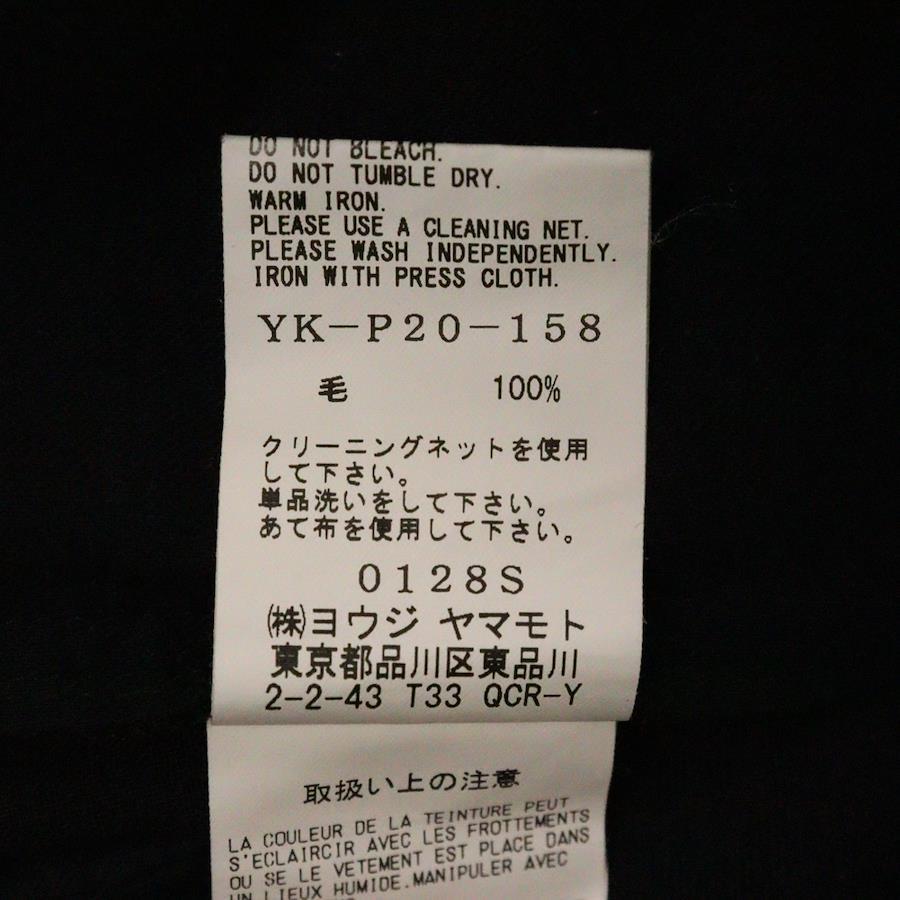 DO NOT BLEACH.
DO NOT TUMBLE DRY.
WARM IRON.
PLEASE USE A CLEANING NET.
PLEASE WASH INDEPENDENTLY.
IRON WITH PRESS CLOTH.
YK-P20-158
毛 100%
クリーニングネットを使用
して下さい。
単品洗いをして下さい。
あて布を使用して下さい。
0128S
㈱ヨウジ ヤマモト
東京都品川区東品川
2-2-43 T33 QCR-Y
取扱い上の注意
LA COULEUR DE LA TEINTURE PEUT
S'ECLAIRCIR AVEC LES FROTTEMENTS
OU SE LE VETEMENT EST PLACE DANS
UN LIEUX HUMIDE.MANIPULER AVEC